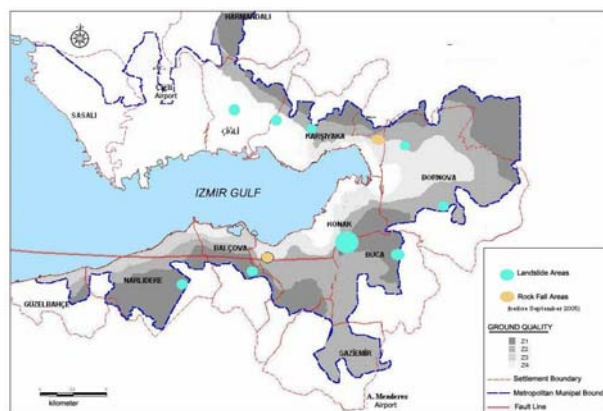 HARMANDALI
Çiğli
Airport
SASALI
ÇİĞLİ
KARŞIYAKA
BORNOVA
IZMIR GULF
KONAK
BALÇOVA
BUCA
NARLIDERE
GÜZELBAHÇE
GAZİEMİR
A. Menderes
Airport
kilometer
Landslide Areas
Rock Fall Areas
(before September 2005)
GROUND QUALITY
Z1
Z2
Z3
Z4
Settlement Boundary
Metropolitan Munipal Bound
Fault Line